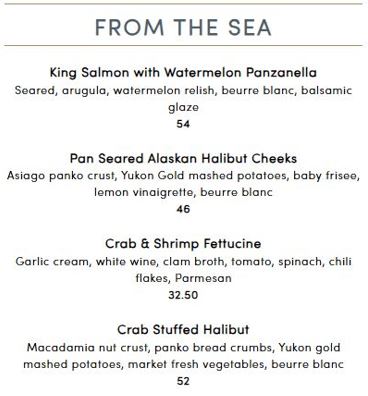 FROM THE SEA
King Salmon with Watermelon Panzanella
Seared, arugula, watermelon relish, beurre blanc, balsamic
glaze
54
Pan Seared Alaskan Halibut Cheeks
Asiago panko crust, Yukon Gold mashed potatoes, baby frisee,
lemon vinaigrette, beurre blanc
46
Crab & Shrimp Fettucine
Garlic cream, white wine, clam broth, tomato, spinach, chili
flakes, Parmesan
32.50
Crab Stuffed Halibut
Macadamia nut crust, panko bread crumbs, Yukon gold
mashed potatoes, market fresh vegetables, beurre blanc
52